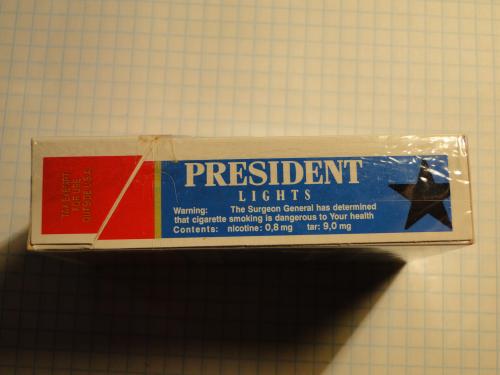 TAX EXEMPT
FOR USE
OUTSIDE U.S.A.
PRESIDENT
LIGHTS
Warning: The Surgeon General has determined
that cigarette smoking is dangerous to Your health
Contents: nicotine: 0,8 mg tar: 9,0 mg